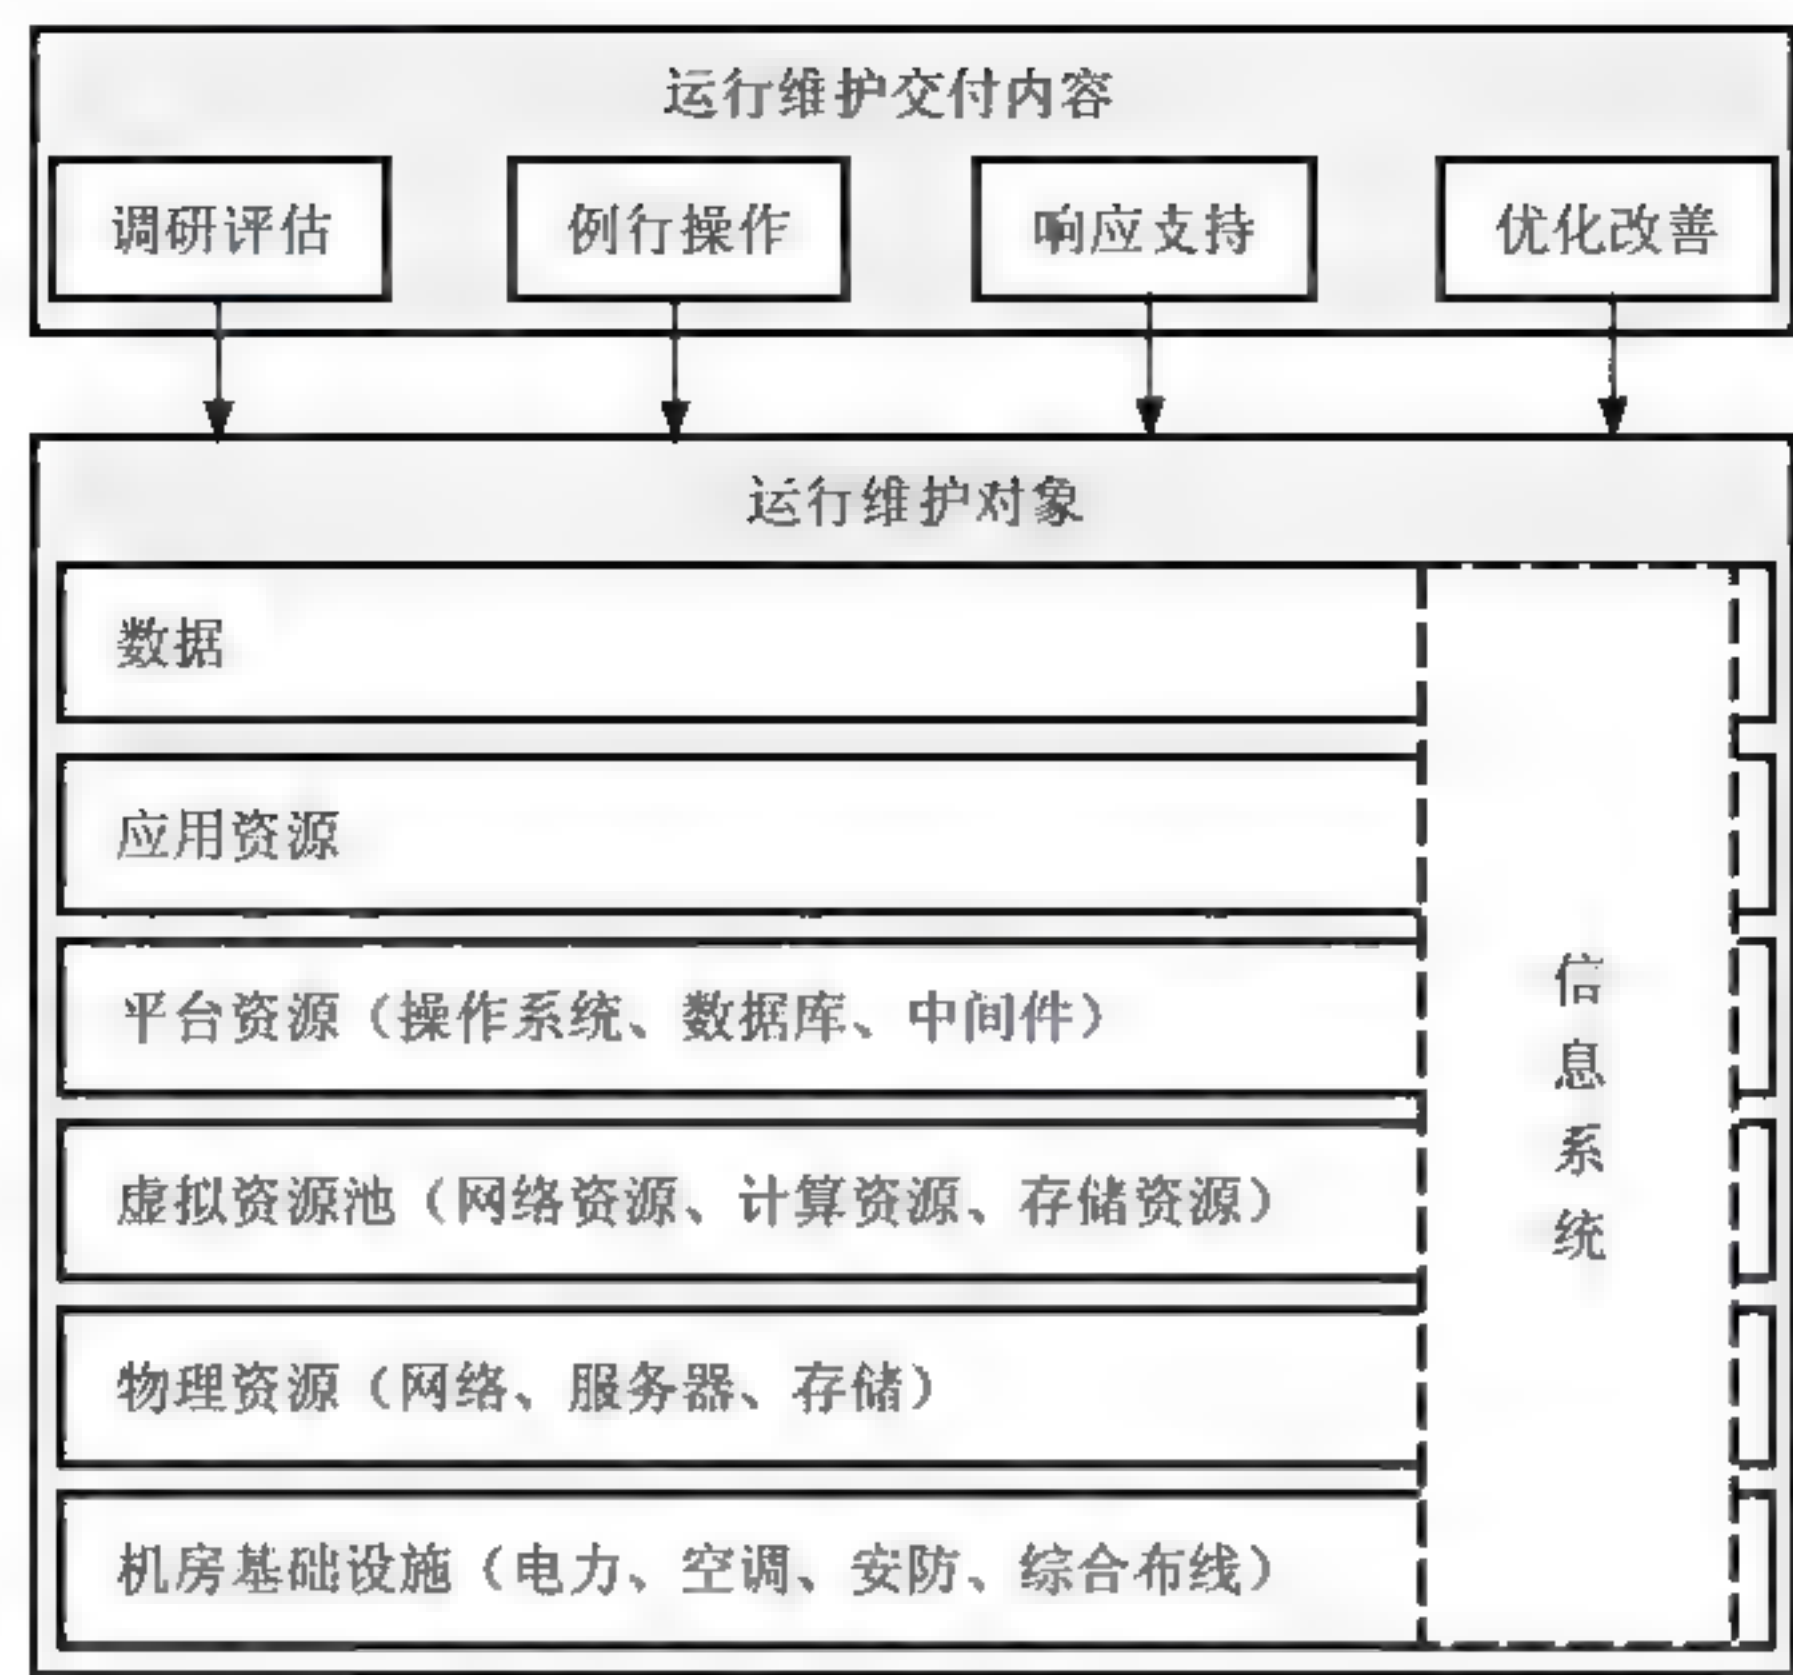 运行维护交付内容
调研评估 例行操作 响应支持 优化改善
运行维护对象
数据
应用资源
平台资源（操作系统、数据库、中间件）
虚拟资源池（网络资源、计算资源、存储资源）
物理资源（网络、服务器、存储）
机房基础设施（电力、空调、安防、综合布线）
信息系统